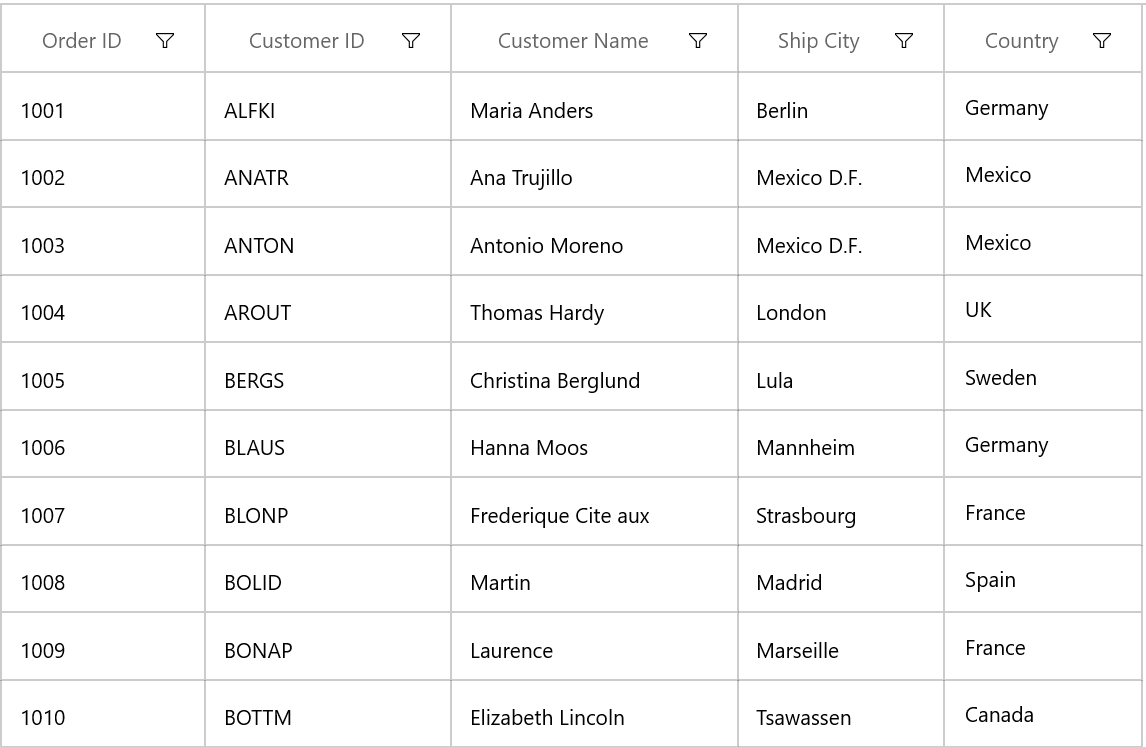 Order ID Customer ID Customer Name Ship City Country
1001 ALFKI Maria Anders Berlin Germany
1002 ANATR Ana Trujillo Mexico D.F. Mexico
1003 ANTON Antonio Moreno Mexico D.F. Mexico
1004 AROUT Thomas Hardy London UK
1005 BERGS Christina Berglund Lula Sweden
1006 BLAUS Hanna Moos Mannheim Germany
1007 BLONP Frederique Cite aux Strasbourg France
1008 BOLID Martin Madrid Spain
1009 BONAP Laurence Marseille France
1010 BOTTM Elizabeth Lincoln Tsawassen Canada